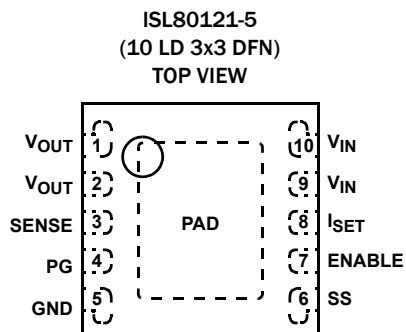 ISL80121-5
(10 LD 3x3 DFN)
TOP VIEW
VOUT 1 10 VIN
VOUT 2 9 VIN
SENSE 3 PAD 8 ISET
PG 4 7 ENABLE
GND 5 6 SS